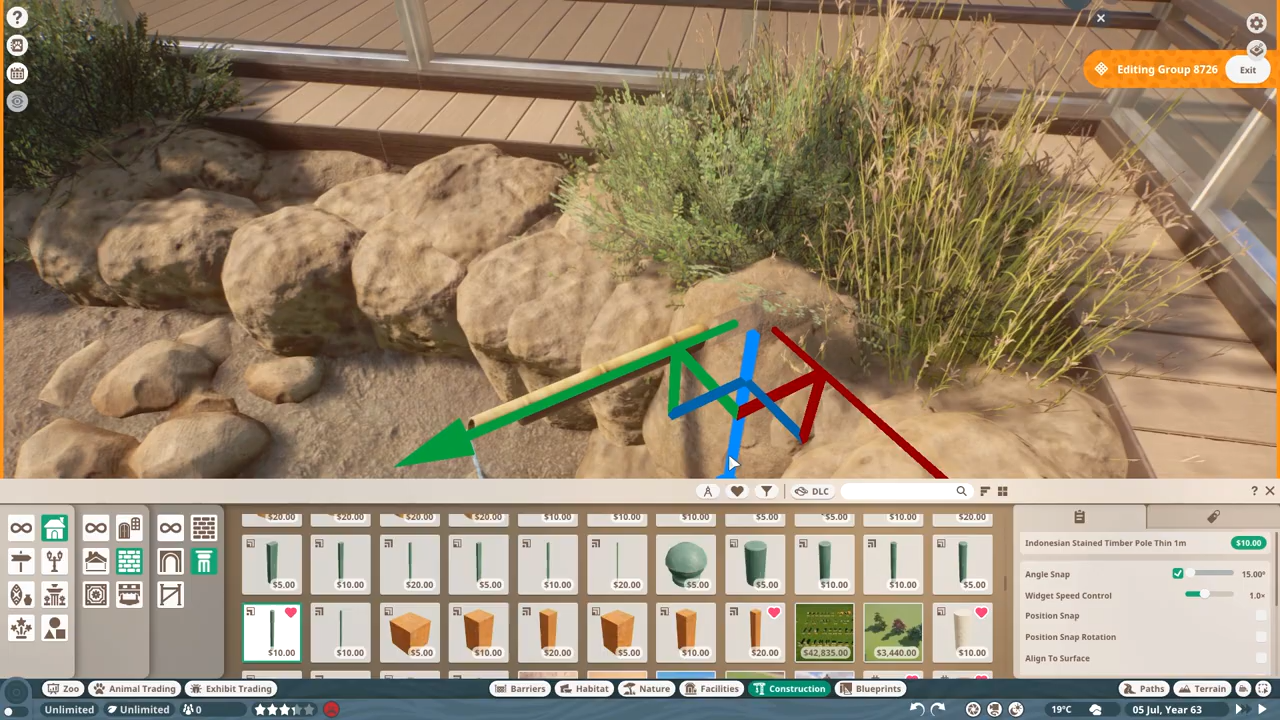 ?
Editing Group 8726
Exit
DLC
?
$20.00 $20.00 $20.00 $20.00 $10.00 $10.00 $10.00 $5.00 $5.00 $10.00 $20.00
$5.00 $10.00 $20.00 $5.00 $10.00 $20.00 $5.00 $5.00 $10.00 $10.00 $5.00
$10.00 $10.00 $5.00 $10.00 $20.00 $5.00 $10.00 $20.00 $42,835.00 $3,440.00 $10.00
Indonesian Stained Timber Pole Thin 1m $10.00
Angle Snap 15.00°
Widget Speed Control 1.0×
Position Snap
Position Snap Rotation
Align To Surface
Zoo Animal Trading Exhibit Trading Barriers Habitat Nature Facilities Construction Blueprints Paths Terrain
Unlimited Unlimited 0 19°C 05 Jul, Year 63